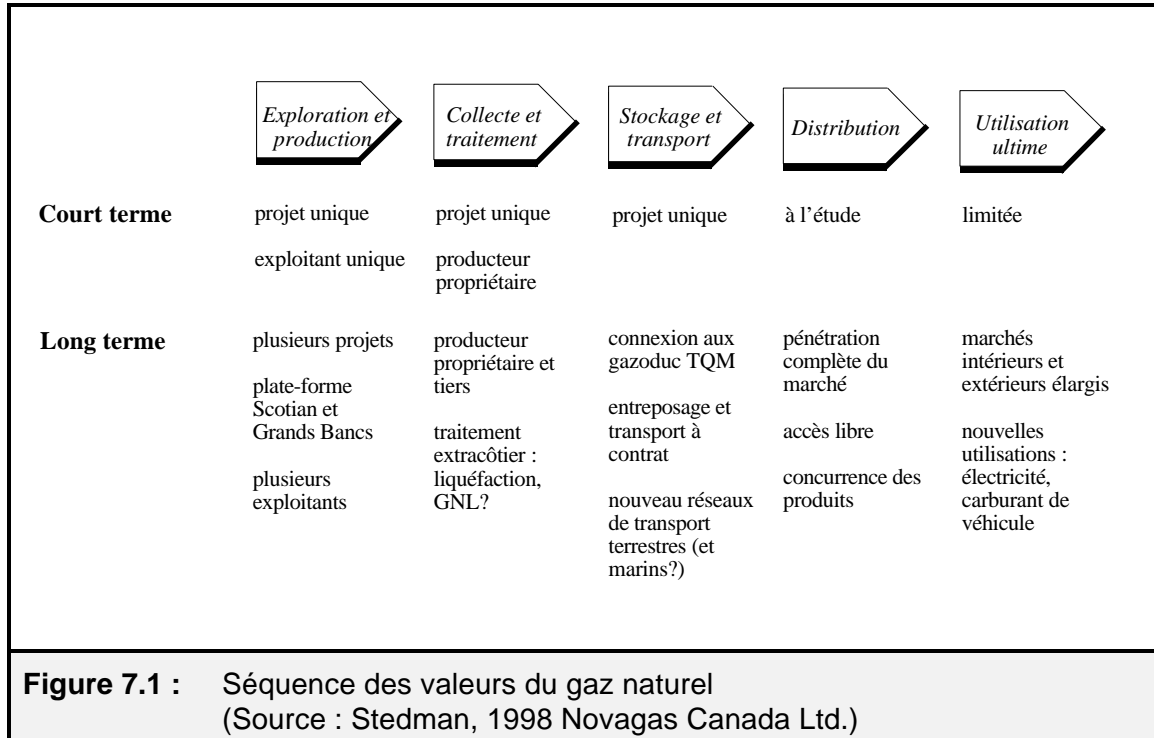 Exploration et
production
Collecte et
traitement
Stockage et
transport
Distribution
Utilisation
ultime
Court terme
projet unique
exploitant unique
projet unique
producteur
propriétaire
projet unique
à l'étude
limitée
Long terme
plusieurs projets
plate-forme
Scotian et
Grands Bancs
plusieurs
exploitants
producteur
propriétaire et
tiers
traitement
extracôtier :
liquéfaction,
GNL?
connexion aux
gazoduc TQM
entreposage et
transport à
contrat
nouveau réseaux
de transport
terrestres (et
marins?)
pénétration
complète du
marché
accès libre
concurrence des
produits
marchés
intérieurs et
extérieurs élargis
nouvelles
utilisations :
électricité,
carburant de
véhicule
Figure 7.1 : Séquence des valeurs du gaz naturel
(Source : Stedman, 1998 Novagas Canada Ltd.)